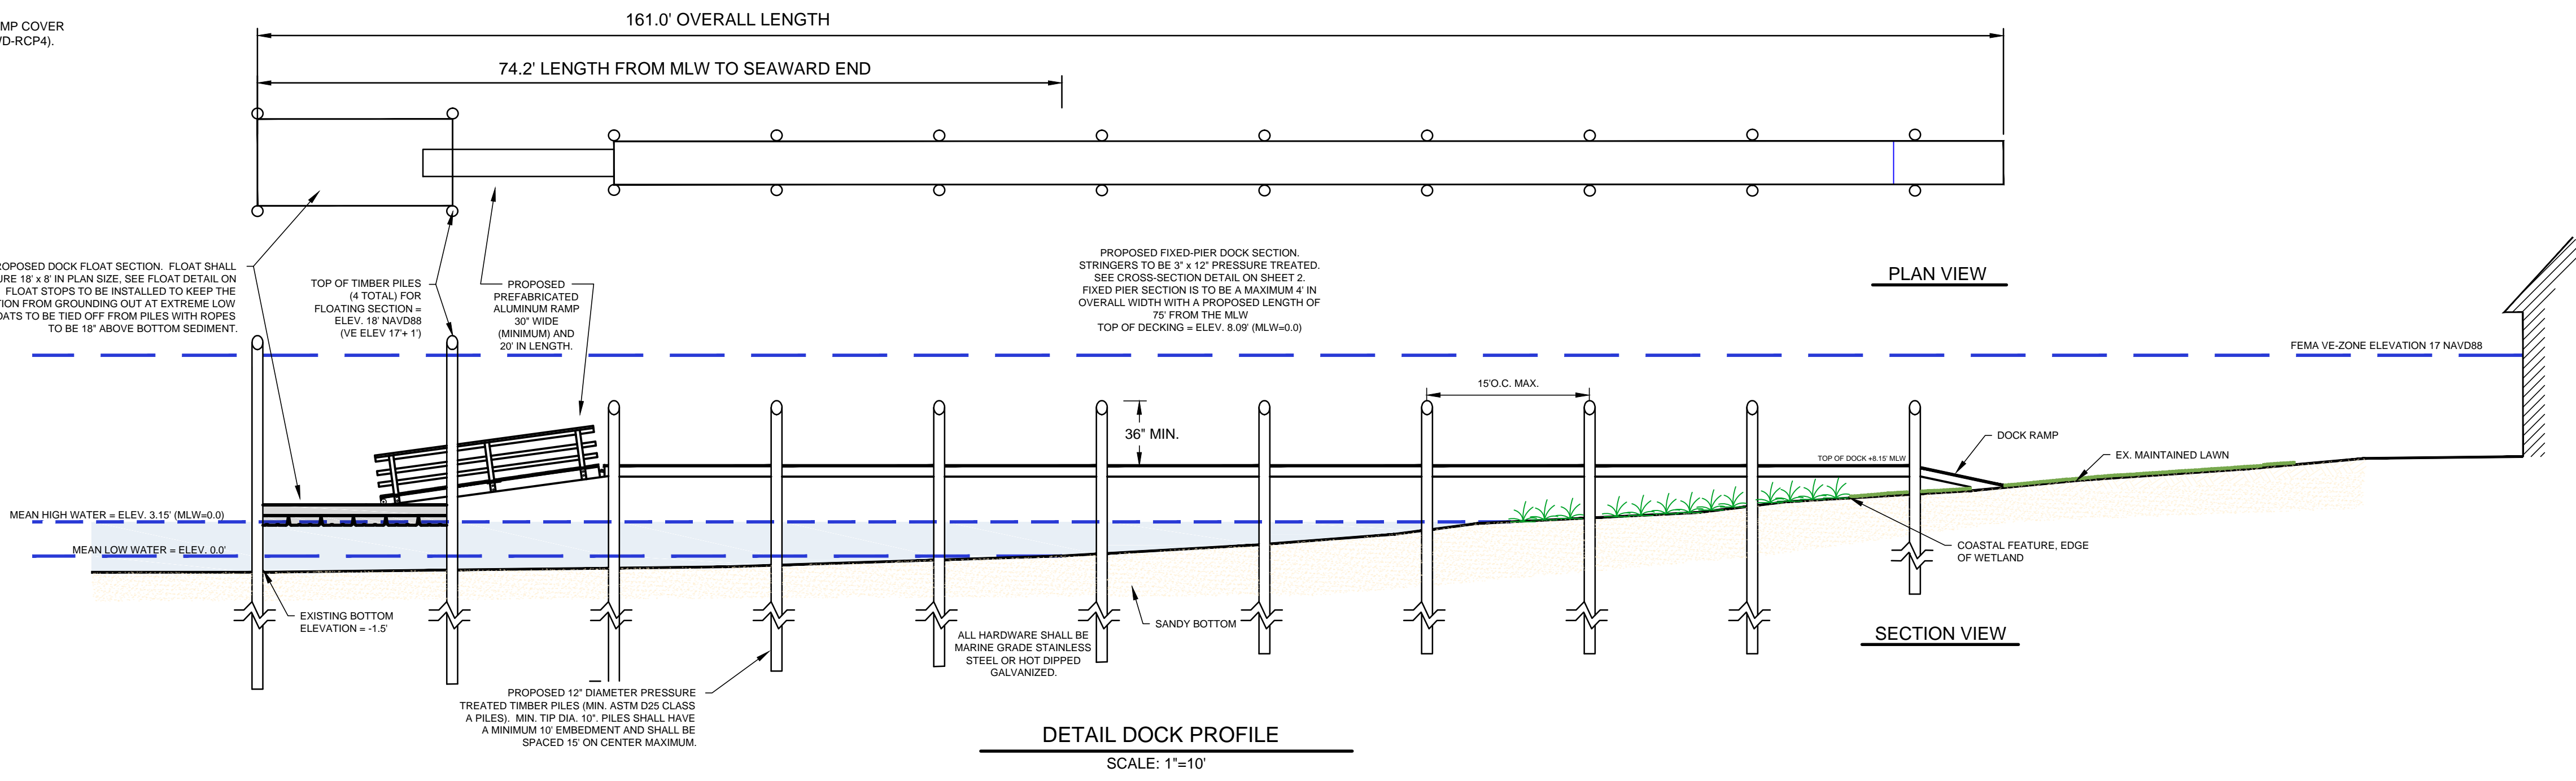 MP COVER
D-RCP4).
161.0' OVERALL LENGTH
74.2' LENGTH FROM MLW TO SEAWARD END
ROPOSED DOCK FLOAT SECTION. FLOAT SHALL
URE 18' x 8' IN PLAN SIZE, SEE FLOAT DETAIL ON
FLOAT STOPS TO BE INSTALLED TO KEEP THE
TION FROM GROUNDING OUT AT EXTREME LOW
OATS TO BE TIED OFF FROM PILES WITH ROPES
TO BE 18" ABOVE BOTTOM SEDIMENT.
TOP OF TIMBER PILES
(4 TOTAL) FOR
FLOATING SECTION =
ELEV. 18' NAVD88
(VE ELEV 17'+ 1')
PROPOSED
PREFABRICATED
ALUMINUM RAMP
30" WIDE
(MINIMUM) AND
20' IN LENGTH.
PROPOSED FIXED-PIER DOCK SECTION.
STRINGERS TO BE 3" x 12" PRESSURE TREATED.
SEE CROSS-SECTION DETAIL ON SHEET 2.
FIXED PIER SECTION IS TO BE A MAXIMUM 4' IN
OVERALL WIDTH WITH A PROPOSED LENGTH OF
75' FROM THE MLW
TOP OF DECKING = ELEV. 8.09' (MLW=0.0)
PLAN VIEW
FEMA VE-ZONE ELEVATION 17 NAVD88
15'O.C. MAX.
36" MIN.
DOCK RAMP
TOP OF DOCK +8.15' MLW
EX. MAINTAINED LAWN
MEAN HIGH WATER = ELEV. 3.15' (MLW=0.0)
MEAN LOW WATER = ELEV. 0.0'
COASTAL FEATURE, EDGE
OF WETLAND
EXISTING BOTTOM
ELEVATION = -1.5'
SANDY BOTTOM
ALL HARDWARE SHALL BE
MARINE GRADE STAINLESS
STEEL OR HOT DIPPED
GALVANIZED.
SECTION VIEW
PROPOSED 12" DIAMETER PRESSURE
TREATED TIMBER PILES (MIN. ASTM D25 CLASS
A PILES). MIN. TIP DIA. 10". PILES SHALL HAVE
A MINIMUM 10' EMBEDMENT AND SHALL BE
SPACED 15' ON CENTER MAXIMUM.
DETAIL DOCK PROFILE
SCALE: 1"=10'